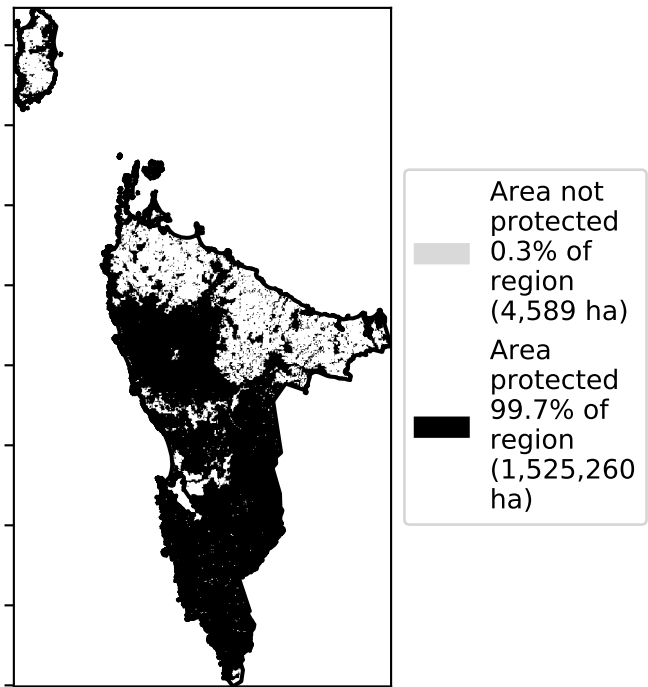 Area not
protected
0.3% of
region
(4,589 ha)
Area
protected
99.7% of
region
(1,525,260
ha)